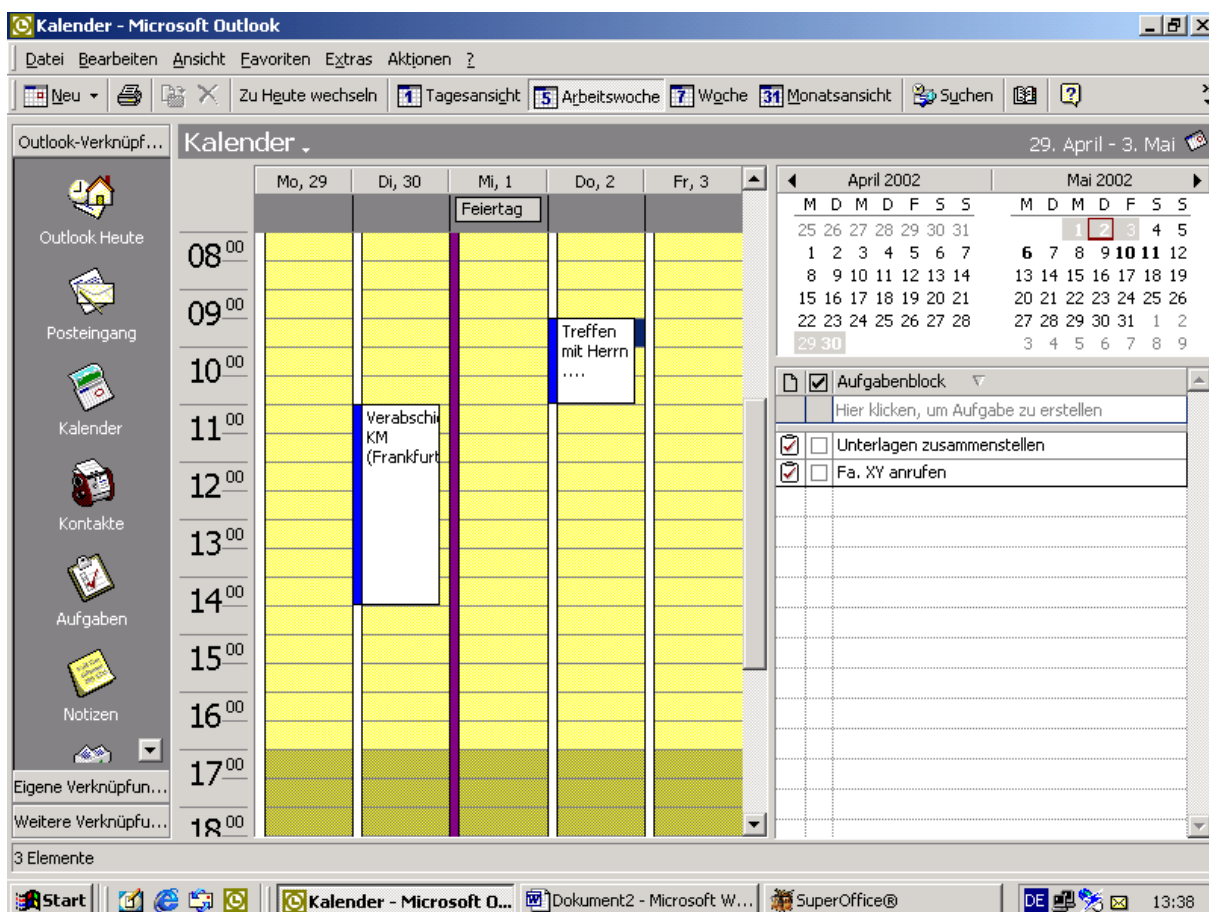 Kalender - Microsoft Outlook
Datei Bearbeiten Ansicht Favoriten Extras Aktionen ?
Neu Zu Heute wechseln 1 Tagesansicht 5 Arbeitswoche 7 Woche 31 Monatsansicht Suchen
Outlook-Verknüpf...
Outlook Heute
Posteingang
Kalender
Kontakte
Aufgaben
Notizen
Eigene Verknüpfun...
Weitere Verknüpfu...
Kalender
29. April - 3. Mai
Mo, 29 Di, 30 Mi, 1 Do, 2 Fr, 3
Feiertag
08 00
09 00
10 00
11 00
12 00
13 00
14 00
15 00
16 00
17 00
18 00
Verabschi
KM
(Frankfurt
Treffen
mit Herrn
....
April 2002
M D M D F S S
25 26 27 28 29 30 31
1 2 3 4 5 6 7
8 9 10 11 12 13 14
15 16 17 18 19 20 21
22 23 24 25 26 27 28
29 30
Mai 2002
M D M D F S S
1 2 3 4 5
6 7 8 9 10 11 12
13 14 15 16 17 18 19
20 21 22 23 24 25 26
27 28 29 30 31 1 2
3 4 5 6 7 8 9
Aufgabenblock
Hier klicken, um Aufgabe zu erstellen
Unterlagen zusammenstellen
Fa. XY anrufen
3 Elemente
Start Kalender - Microsoft O... Dokument2 - Microsoft W... SuperOffice® DE 13:38